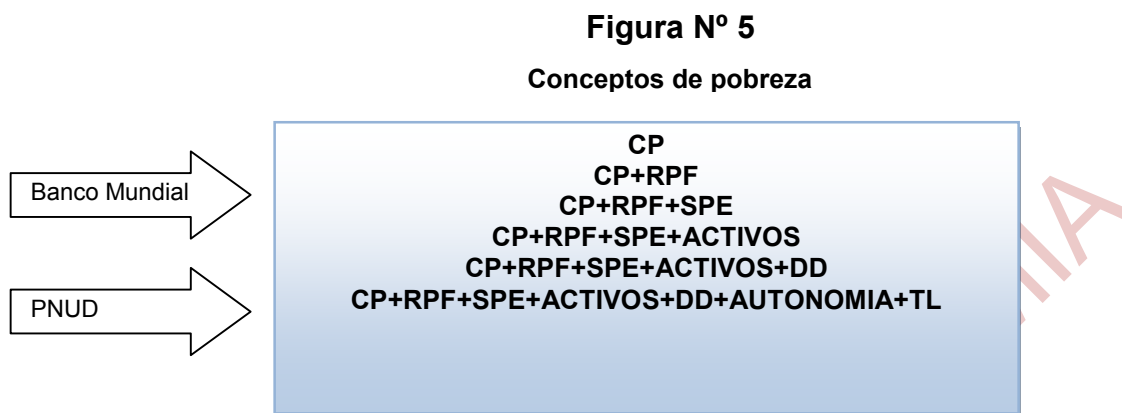 Figura Nº 5
Conceptos de pobreza
CP
Banco Mundial
CP+RPF
CP+RPF+SPE
CP+RPF+SPE+ACTIVOS
CP+RPF+SPE+ACTIVOS+DD
PNUD
CP+RPF+SPE+ACTIVOS+DD+AUTONOMIA+TL